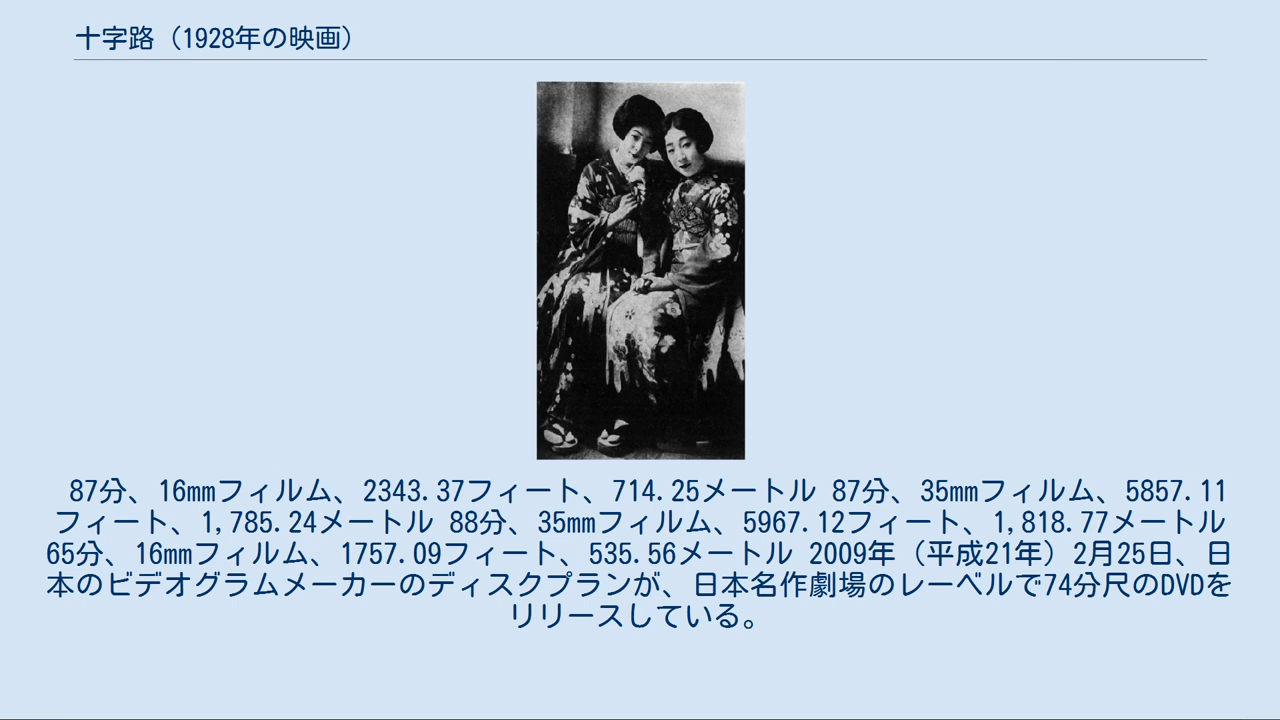 十字路（1928年の映画）
87分、16mmフィルム、2343.37フィート、714.25メートル 87分、35mmフィルム、5857.11
フィート、1,785.24メートル 88分、35mmフィルム、5967.12フィート、1,818.77メートル
65分、16mmフィルム、1757.09フィート、535.56メートル 2009年（平成21年）2月25日、日
本のビデオグラムメーカーのディスクプランが、日本名作劇場のレーベルで74分尺のDVDを
リリースしている。